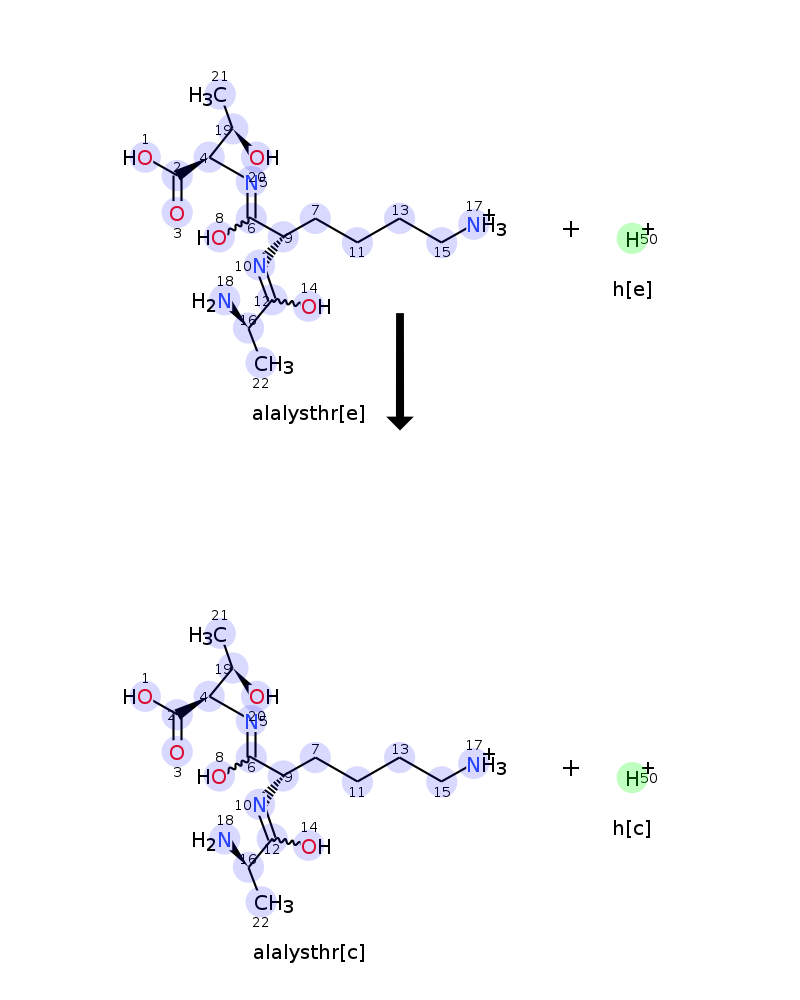 21
H3C
19
1
HO 2 4 OH
20
N5
O
3
8 7 13 17
HO 6 9 11 15 NH3+ + H+ 50
10 N
h[e]
18 12 14
H2N OH
16
CH3
22
alalysthr[e]
21
H3C
19
1
HO 2 4 OH
20
N5
O
3
8 7 13 17
HO 6 9 11 15 NH3+ + H+ 50
10 N
h[c]
18 12 14
H2N OH
16
CH3
22
alalysthr[c]